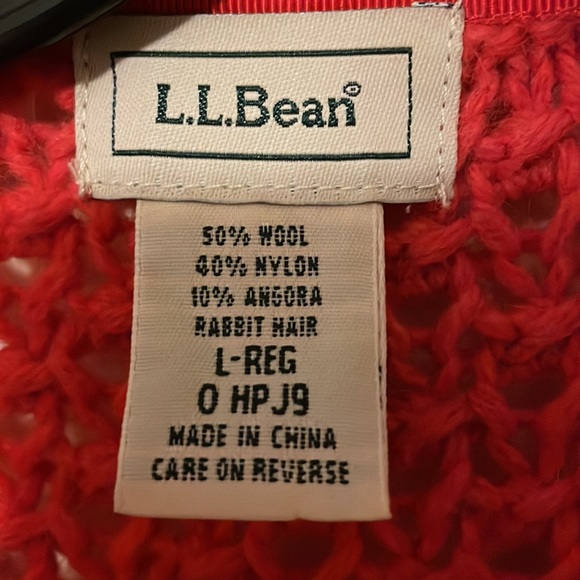 L.L.Bean®
50% WOOL
40% NYLON
10% ANGORA
RABBIT HAIR
L-REG
0 HPJ9
MADE IN CHINA
CARE ON REVERSE